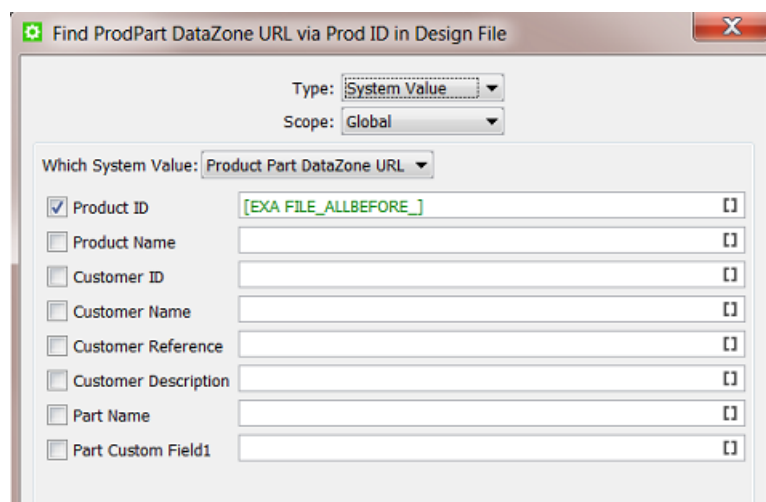 Find ProdPart DataZone URL via Prod ID in Design File
Type: System Value
Scope: Global
Which System Value: Product Part DataZone URL
Product ID [EXA FILE_ALLBEFORE_] []
Product Name []
Customer ID []
Customer Name []
Customer Reference []
Customer Description []
Part Name []
Part Custom Field1 []